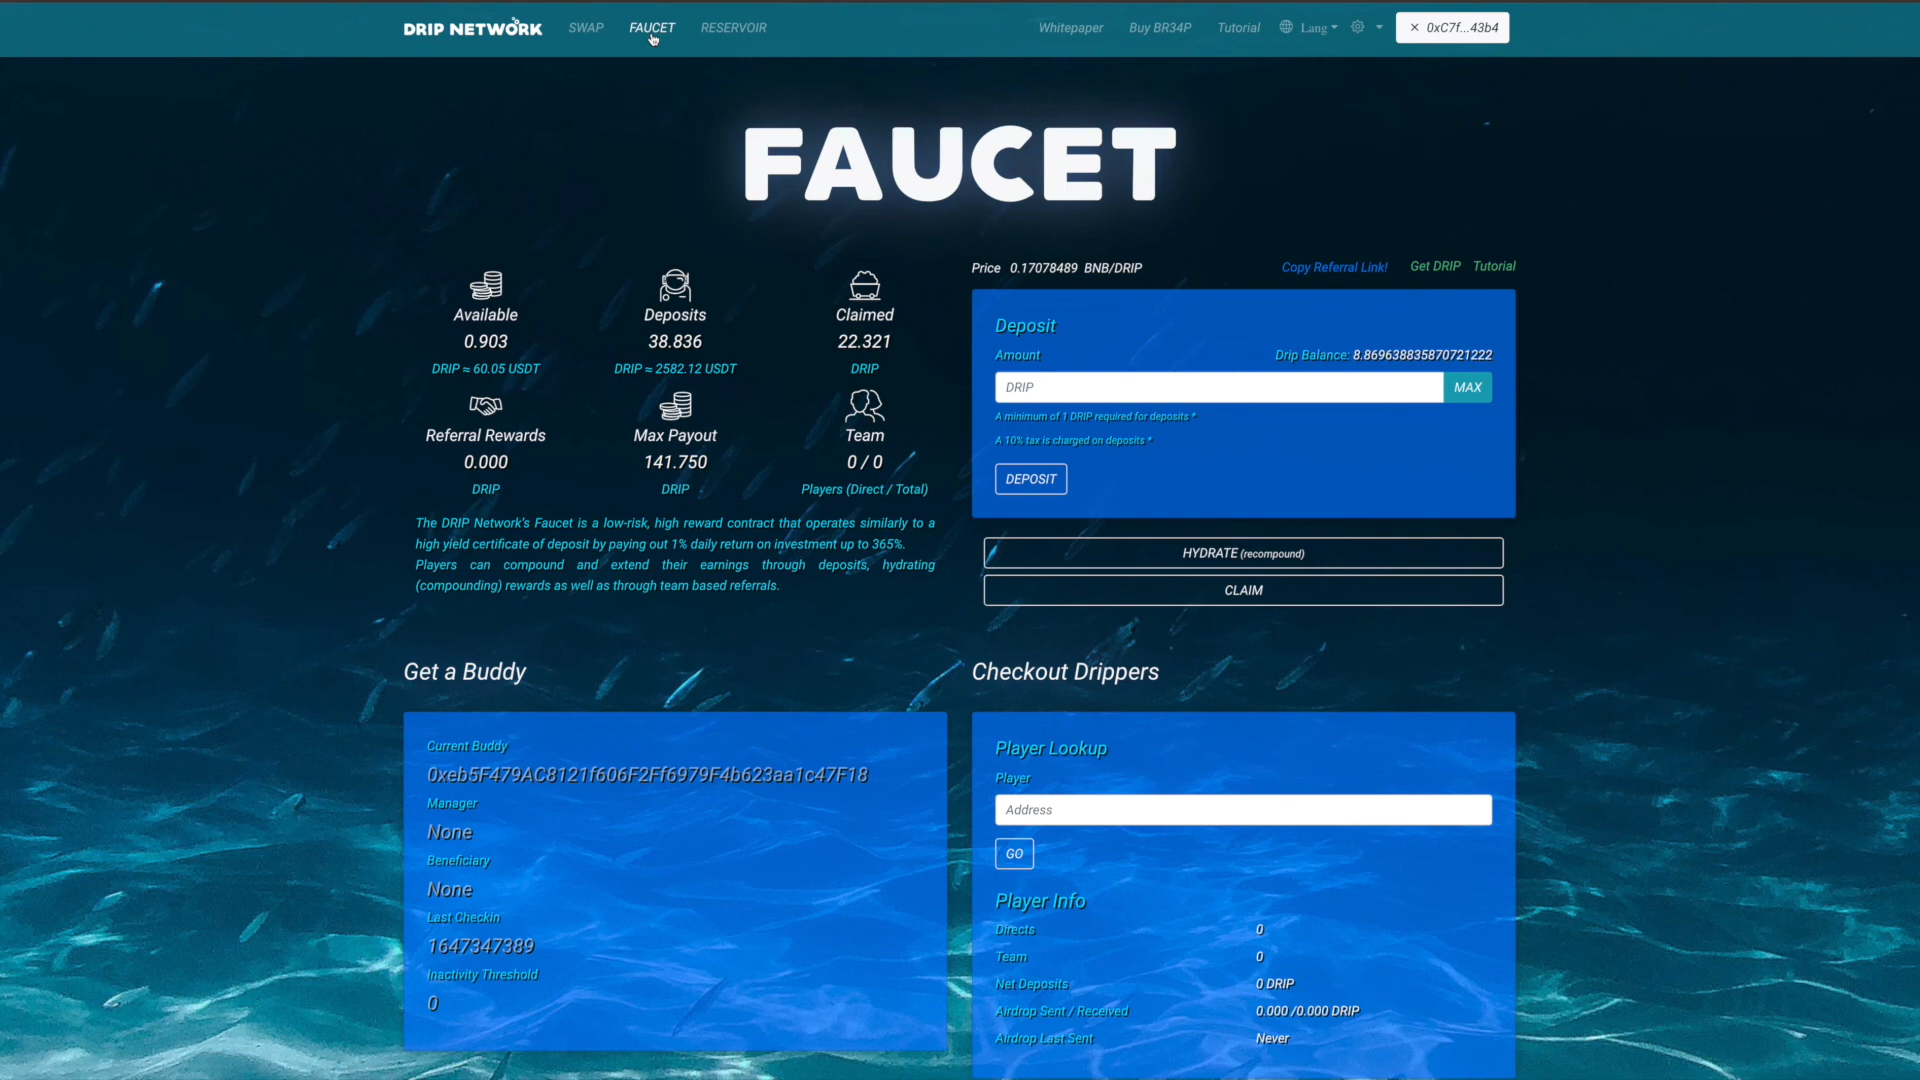 DRIP NETWORK SWAP FAUCET RESERVOIR Whitepaper Buy BR34P Tutorial Lang × 0xC7f...43b4
FAUCET
Available
0.903
DRIP ≈ 60.05 USDT
Deposits
38.836
DRIP ≈ 2582.12 USDT
Claimed
22.321
DRIP
Referral Rewards
0.000
DRIP
Max Payout
141.750
DRIP
Team
0 / 0
Players (Direct / Total)
The DRIP Network's Faucet is a low-risk, high reward contract that operates similarly to a
high yield certificate of deposit by paying out 1% daily return on investment up to 365%.
Players can compound and extend their earnings through deposits, hydrating
(compounding) rewards as well as through team based referrals.
Price 0.17078489 BNB/DRIP Copy Referral Link! Get DRIP Tutorial
Deposit
Amount Drip Balance: 8.869638835870721222
DRIP MAX
A minimum of 1 DRIP required for deposits *
A 10% tax is charged on deposits *
DEPOSIT
HYDRATE (recompound)
CLAIM
Get a Buddy
Current Buddy
0xeb5F479AC8121f606F2Ff6979F4b623aa1c47F18
Manager
None
Beneficiary
None
Last Checkin
1647347389
Inactivity Threshold
0
Checkout Drippers
Player Lookup
Player
Address
GO
Player Info
Directs 0
Team 0
Net Deposits 0 DRIP
Airdrop Sent / Received 0.000 /0.000 DRIP
Airdrop Last Sent Never